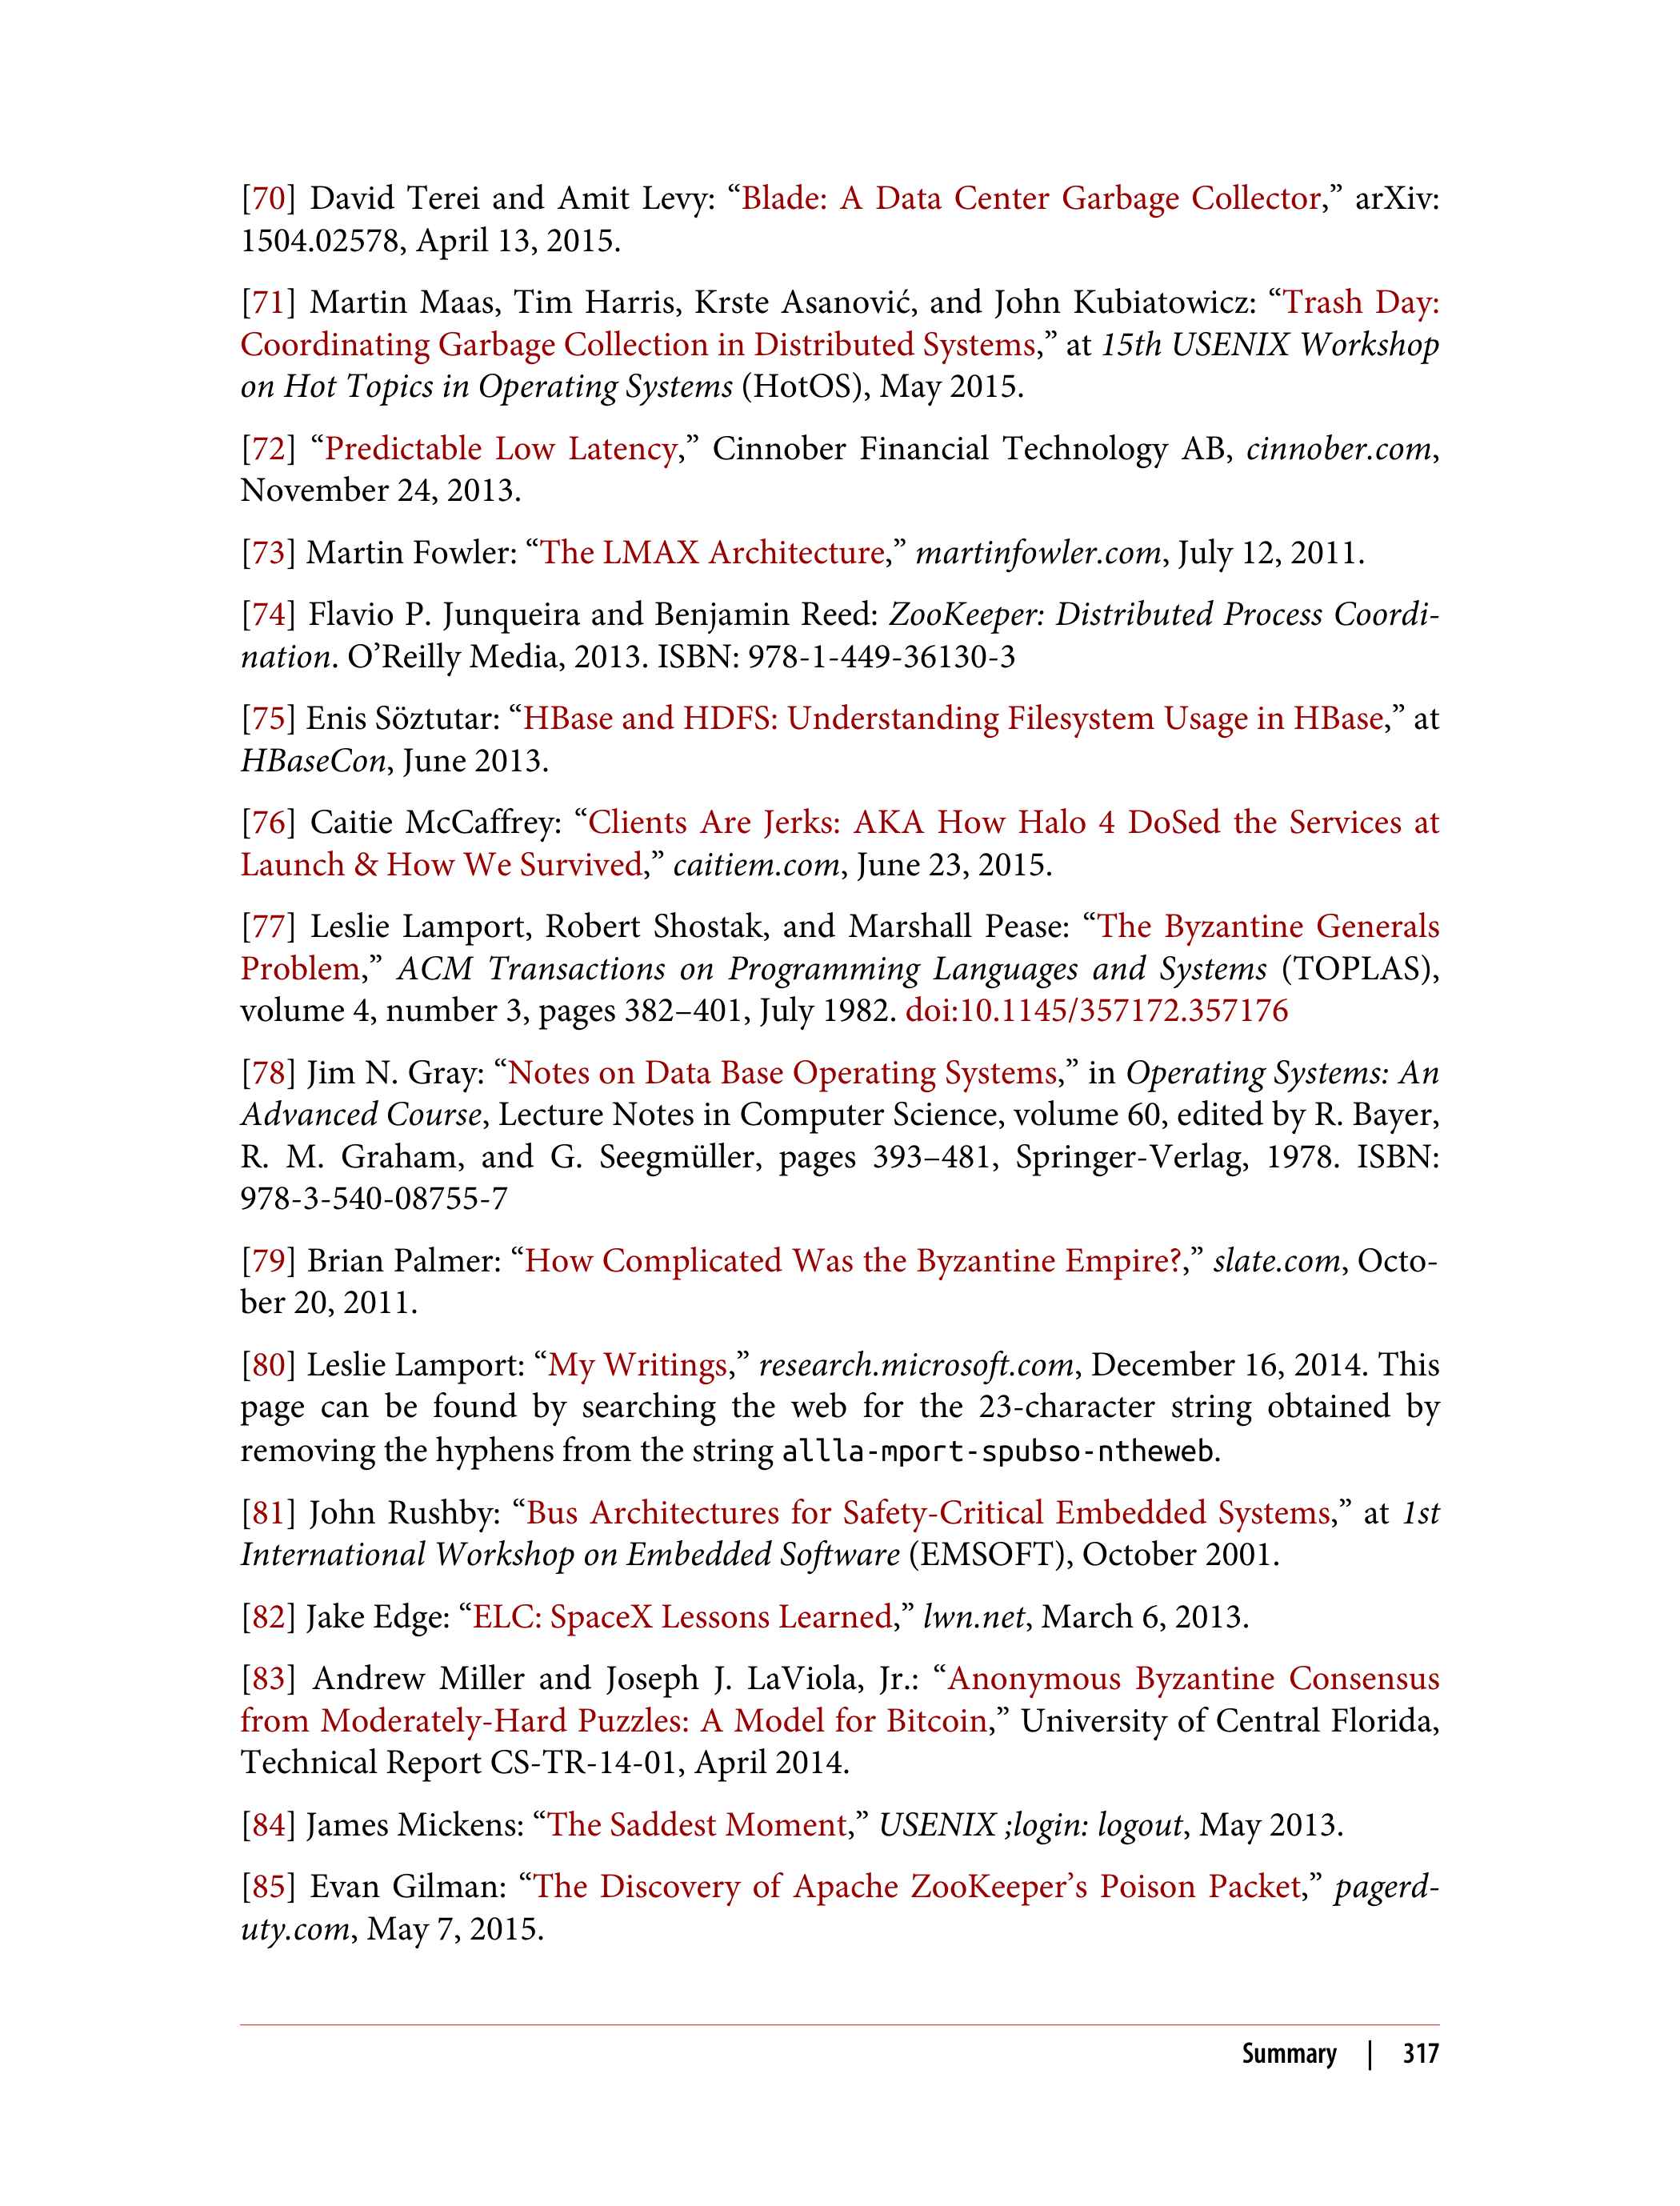 [70] David Terei and Amit Levy: “Blade: A Data Center Garbage Collector,” arXiv:
1504.02578, April 13, 2015.
[71] Martin Maas, Tim Harris, Krste Asanović, and John Kubiatowicz: “Trash Day:
Coordinating Garbage Collection in Distributed Systems,” at 15th USENIX Workshop
on Hot Topics in Operating Systems (HotOS), May 2015.
[72] “Predictable Low Latency,” Cinnober Financial Technology AB, cinnober.com,
November 24, 2013.
[73] Martin Fowler: “The LMAX Architecture,” martinfowler.com, July 12, 2011.
[74] Flavio P. Junqueira and Benjamin Reed: ZooKeeper: Distributed Process Coordi-
nation. O’Reilly Media, 2013. ISBN: 978-1-449-36130-3
[75] Enis Söztutar: “HBase and HDFS: Understanding Filesystem Usage in HBase,” at
HBaseCon, June 2013.
[76] Caitie McCaffrey: “Clients Are Jerks: AKA How Halo 4 DoSed the Services at
Launch & How We Survived,” caitiem.com, June 23, 2015.
[77] Leslie Lamport, Robert Shostak, and Marshall Pease: “The Byzantine Generals
Problem,” ACM Transactions on Programming Languages and Systems (TOPLAS),
volume 4, number 3, pages 382–401, July 1982. doi:10.1145/357172.357176
[78] Jim N. Gray: “Notes on Data Base Operating Systems,” in Operating Systems: An
Advanced Course, Lecture Notes in Computer Science, volume 60, edited by R. Bayer,
R. M. Graham, and G. Seegmüller, pages 393–481, Springer-Verlag, 1978. ISBN:
978-3-540-08755-7
[79] Brian Palmer: “How Complicated Was the Byzantine Empire?,” slate.com, Octo-
ber 20, 2011.
[80] Leslie Lamport: “My Writings,” research.microsoft.com, December 16, 2014. This
page can be found by searching the web for the 23-character string obtained by
removing the hyphens from the string allla-mport-spubso-ntheweb.
[81] John Rushby: “Bus Architectures for Safety-Critical Embedded Systems,” at 1st
International Workshop on Embedded Software (EMSOFT), October 2001.
[82] Jake Edge: “ELC: SpaceX Lessons Learned,” lwn.net, March 6, 2013.
[83] Andrew Miller and Joseph J. LaViola, Jr.: “Anonymous Byzantine Consensus
from Moderately-Hard Puzzles: A Model for Bitcoin,” University of Central Florida,
Technical Report CS-TR-14-01, April 2014.
[84] James Mickens: “The Saddest Moment,” USENIX ;login: logout, May 2013.
[85] Evan Gilman: “The Discovery of Apache ZooKeeper’s Poison Packet,” pagerd-
uty.com, May 7, 2015.
Summary | 317